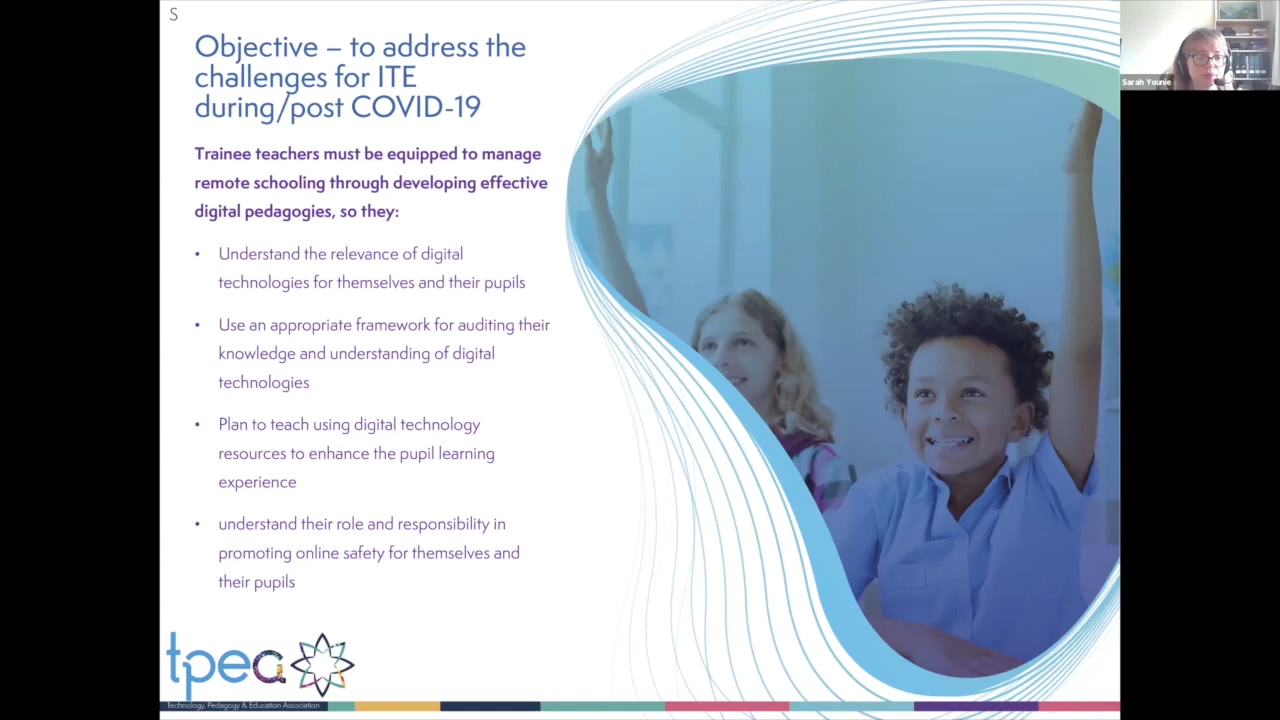 S
Objective – to address the
challenges for ITE
during/post COVID-19
Trainee teachers must be equipped to manage
remote schooling through developing effective
digital pedagogies, so they:
• Understand the relevance of digital
technologies for themselves and their pupils
• Use an appropriate framework for auditing their
knowledge and understanding of digital
technologies
• Plan to teach using digital technology
resources to enhance the pupil learning
experience
• understand their role and responsibility in
promoting online safety for themselves and
their pupils
tpea
Technology, Pedagogy & Education Association
Sarah Younie